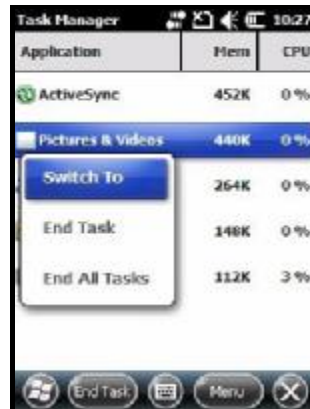 Task Manager 10:27
Application Mem CPU
ActiveSync 452K 0%
Pictures & Videos 440K 0%
Switch To 264K 0%
End Task 148K 0%
End All Tasks 112K 3%
End Task Menu